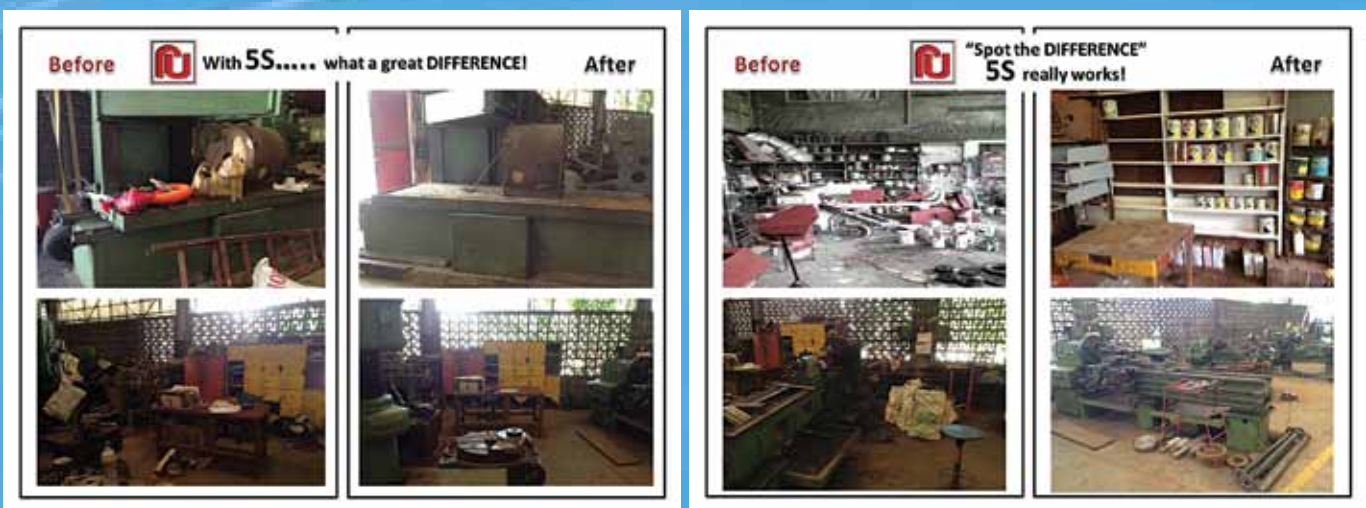 Before
With 5S..... what a great DIFFERENCE!
After
Before
"Spot the DIFFERENCE"
5S really works!
After